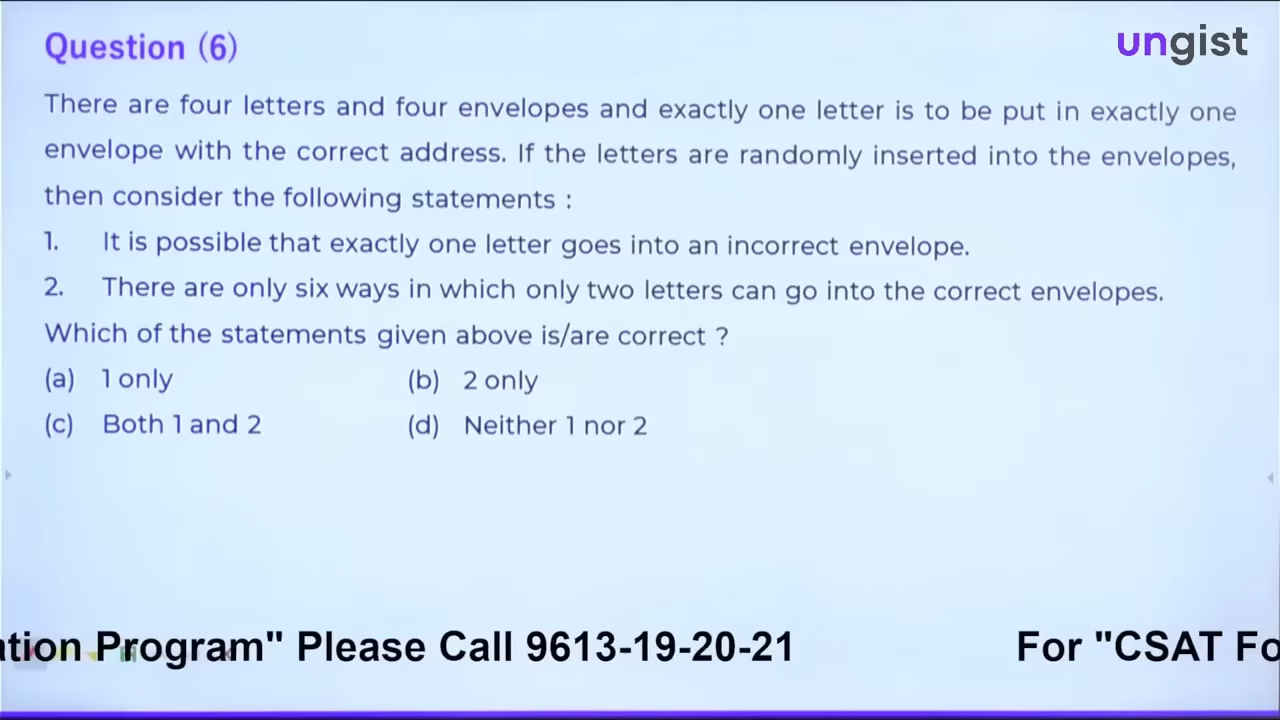 Question (6)
ungist
There are four letters and four envelopes and exactly one letter is to be put in exactly one
envelope with the correct address. If the letters are randomly inserted into the envelopes,
then consider the following statements :
1. It is possible that exactly one letter goes into an incorrect envelope.
2. There are only six ways in which only two letters can go into the correct envelopes.
Which of the statements given above is/are correct ?
(a) 1 only (b) 2 only
(c) Both 1 and 2 (d) Neither 1 nor 2
tion Program" Please Call 9613-19-20-21 For "CSAT Fo